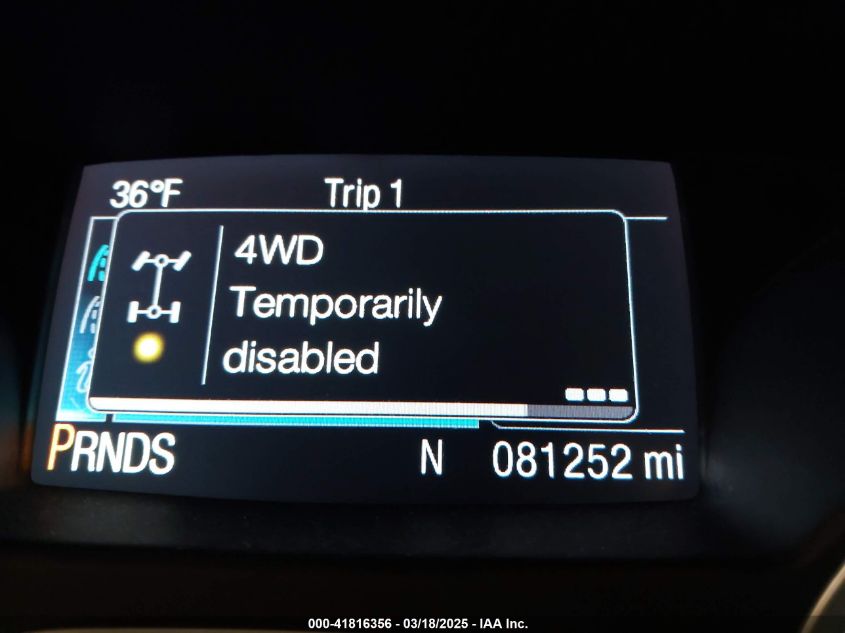 36°F Trip 1
4WD
Temporarily
disabled
PRNDS N 081252 mi
000-41816356 - 03/18/2025 - IAA Inc.